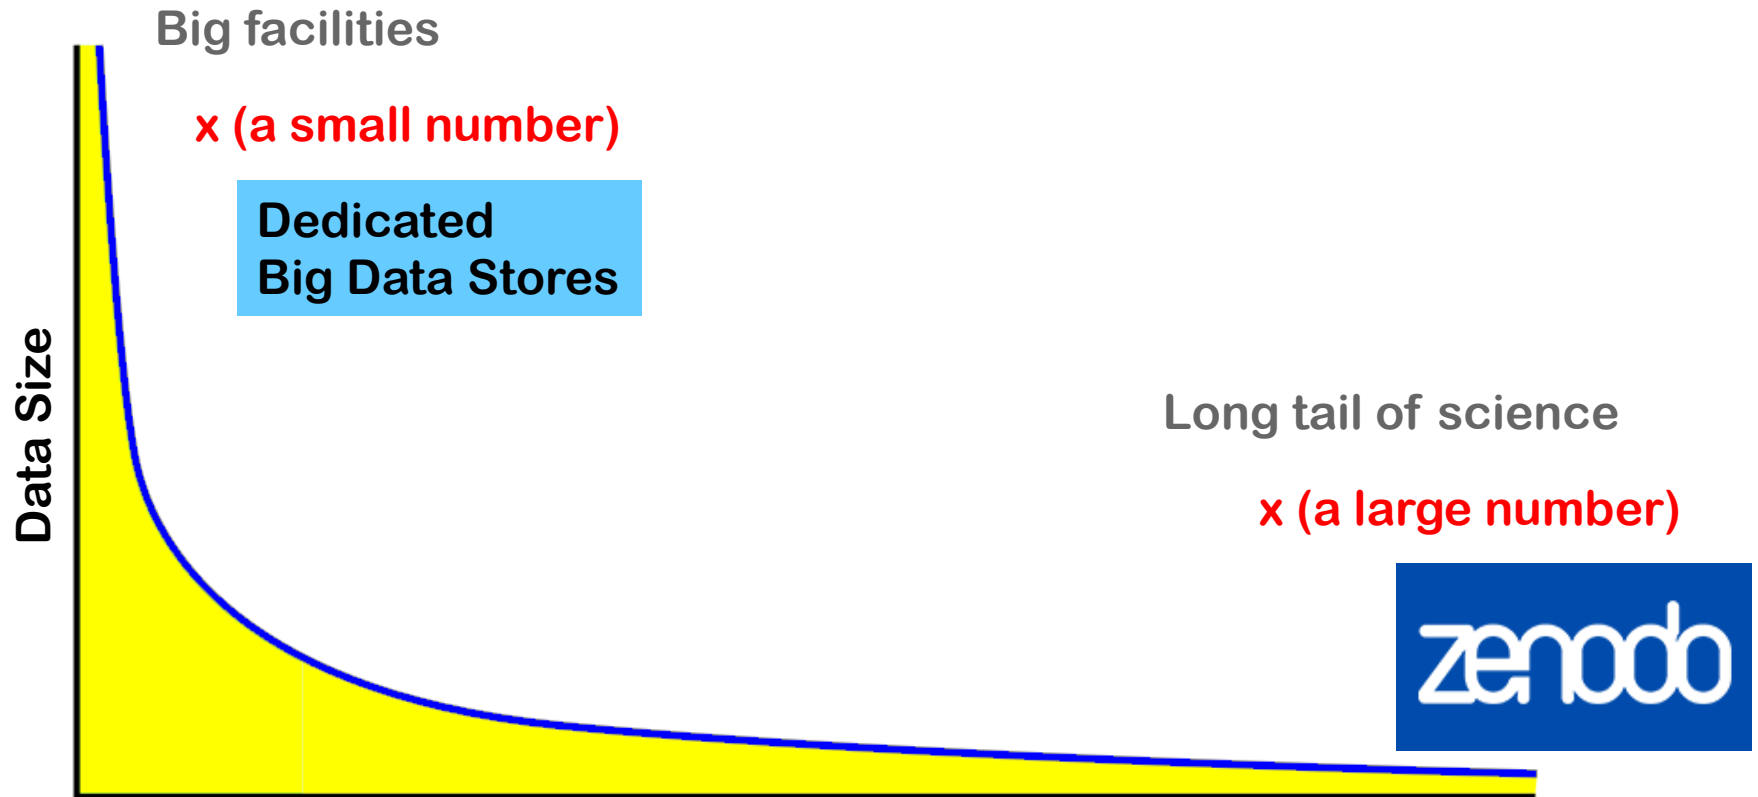 Big facilities
x (a small number)
Dedicated
Big Data Stores
Data Size
Long tail of science
x (a large number)
zenodo